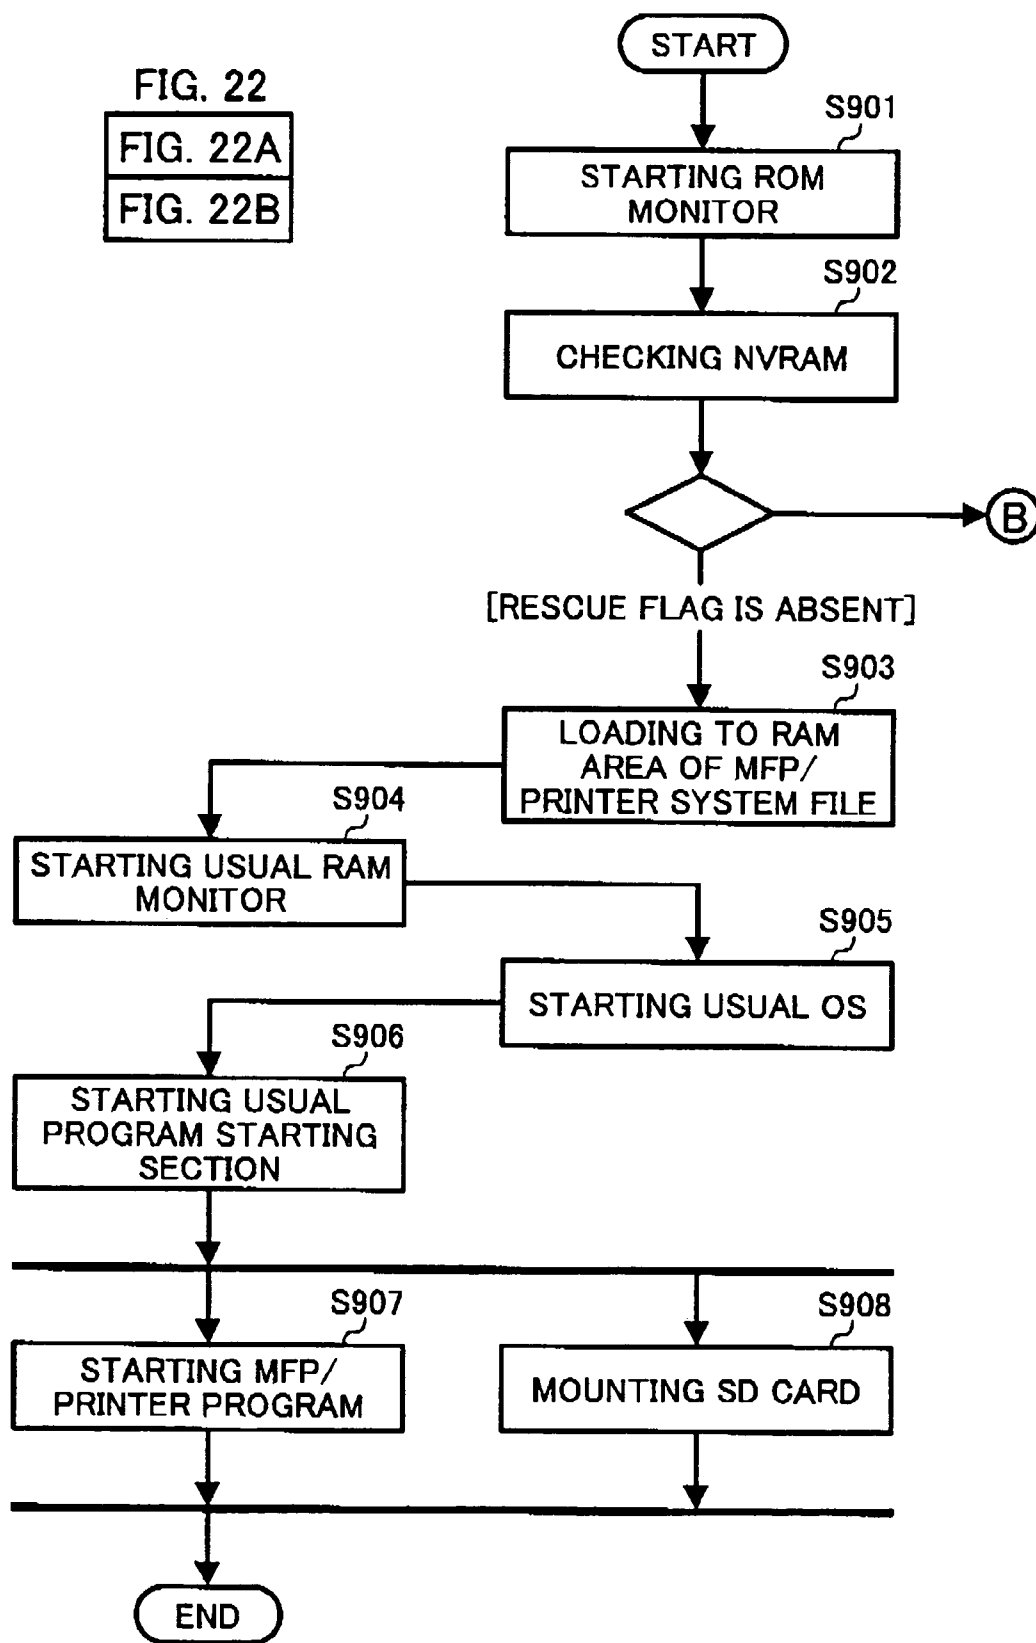 START
FIG. 22
FIG. 22A
FIG. 22B
S901
STARTING ROM
MONITOR
S902
CHECKING NVRAM
B
[RESCUE FLAG IS ABSENT]
S903
LOADING TO RAM
AREA OF MFP/
PRINTER SYSTEM FILE
S904
STARTING USUAL RAM
MONITOR
S905
STARTING USUAL OS
S906
STARTING USUAL
PROGRAM STARTING
SECTION
S907
STARTING MFP/
PRINTER PROGRAM
S908
MOUNTING SD CARD
END